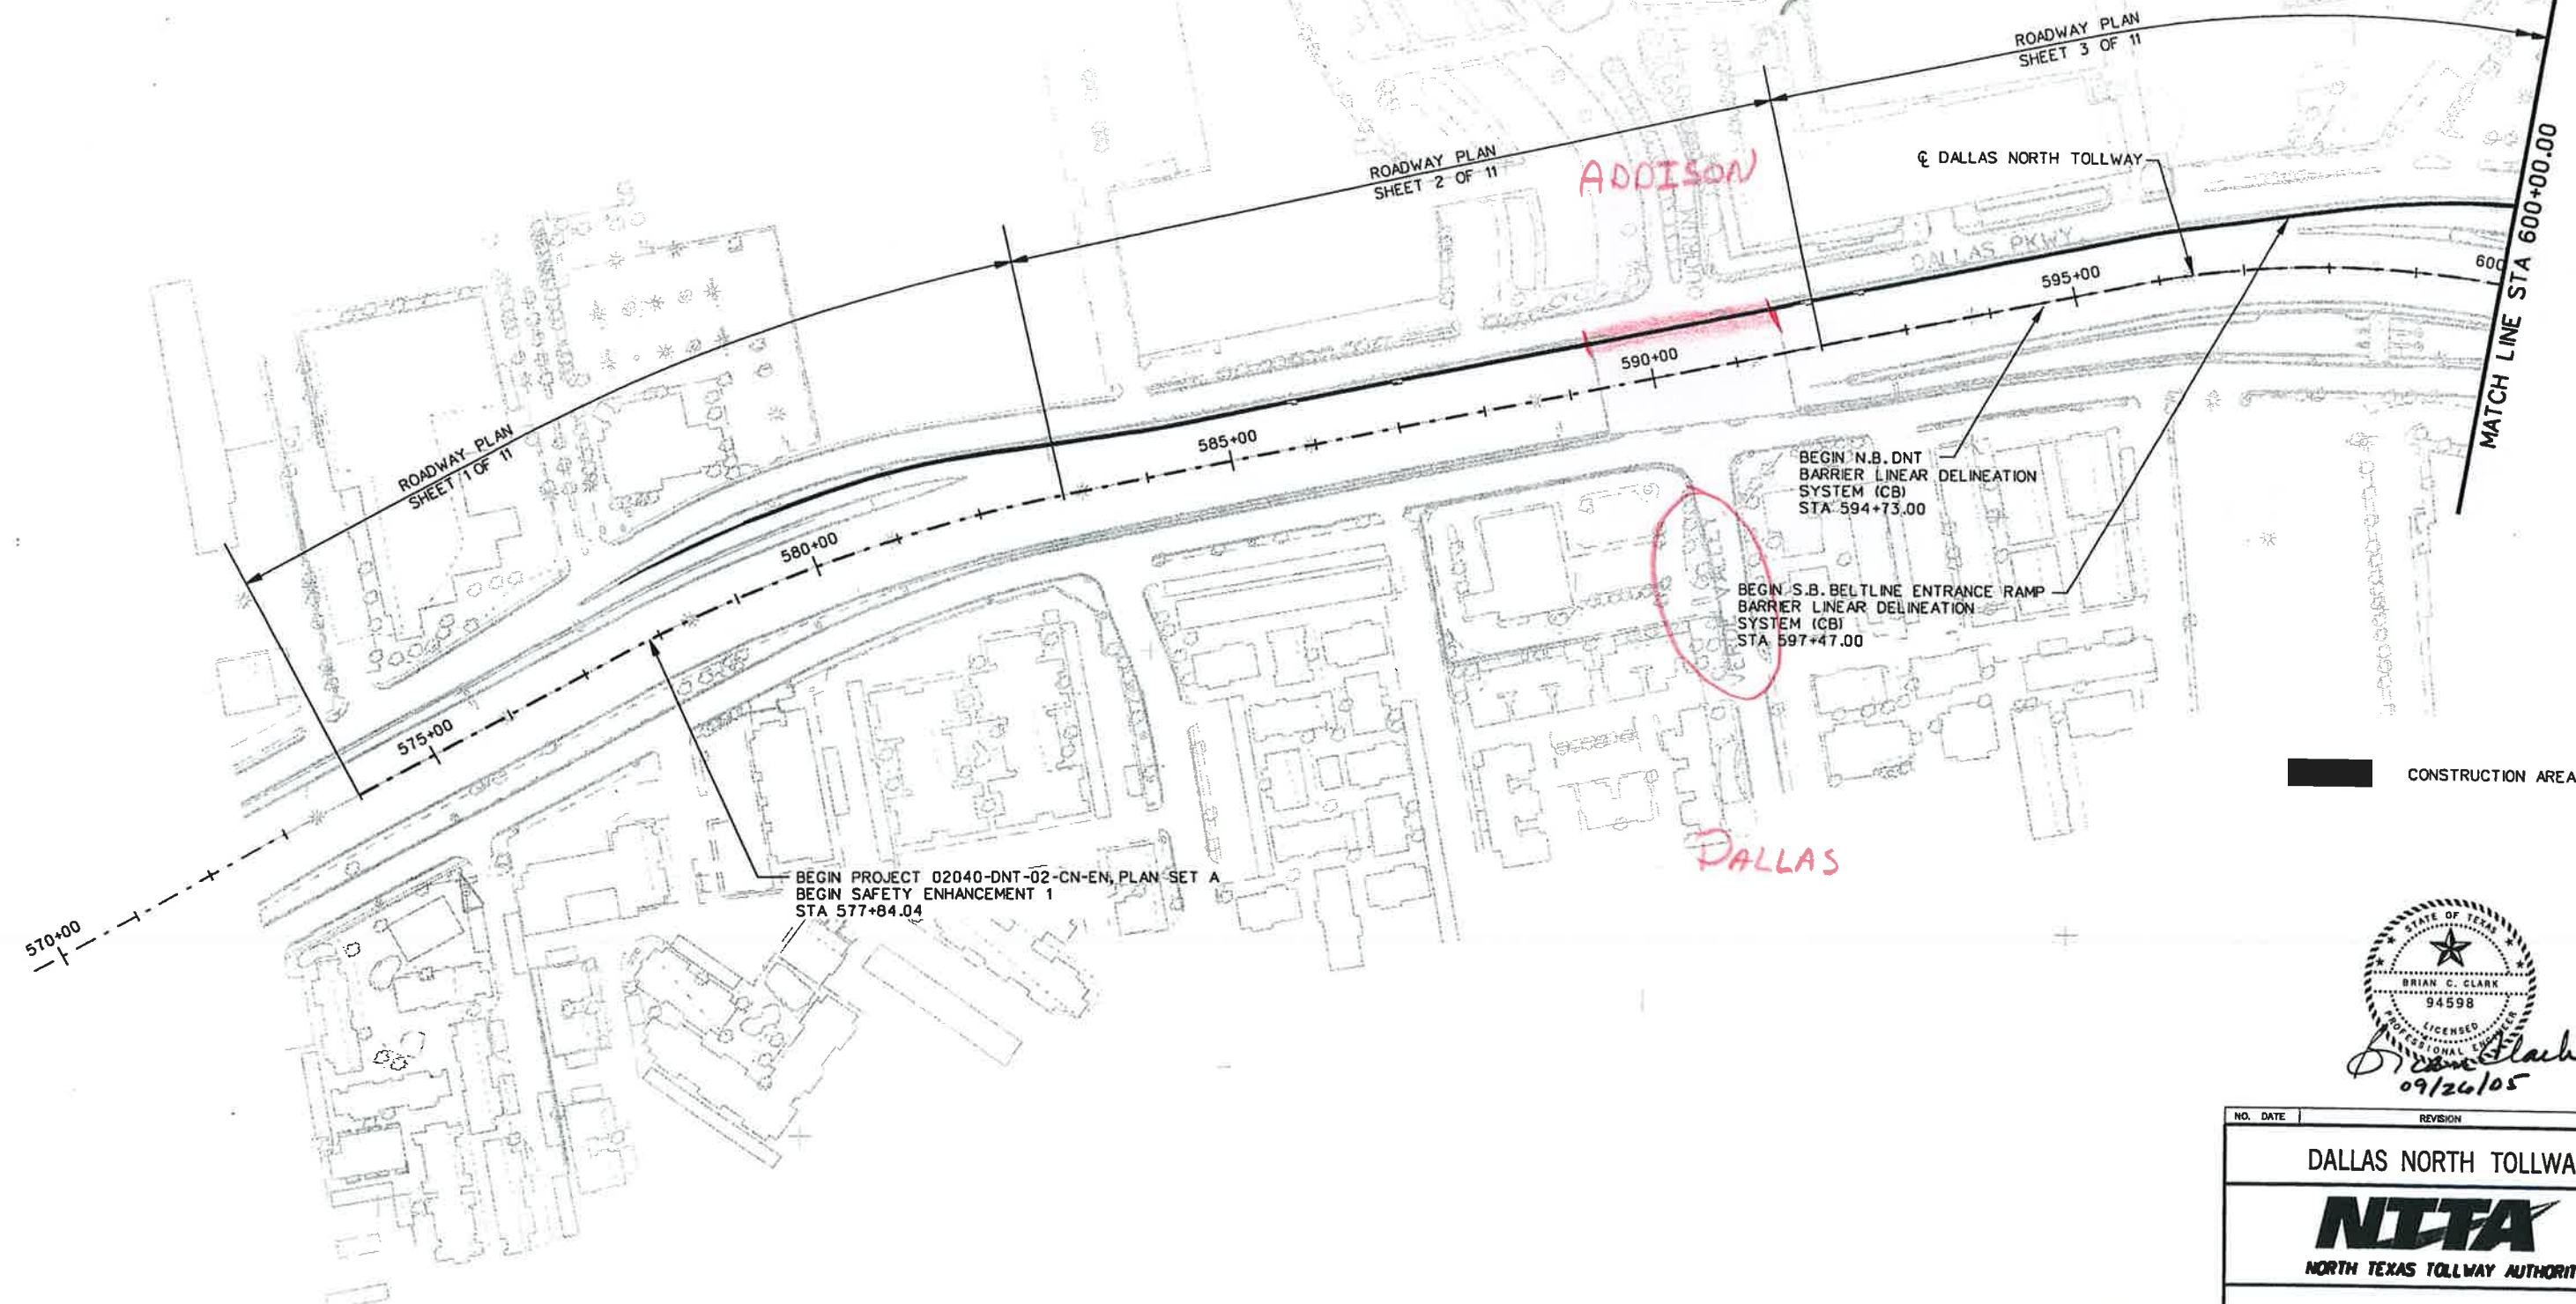 ROADWAY PLAN
SHEET 3 OF 11
ROADWAY PLAN
SHEET 2 OF 11
ADDISON
℄ DALLAS NORTH TOLLWAY
MATCH LINE STA 600+00.00
DALLAS PKWY
600
595+00
590+00
585+00
580+00
575+00
570+00
ROADWAY PLAN
SHEET 1 OF 11
BEGIN N.B. DNT
BARRIER LINEAR DELINEATION
SYSTEM (CB)
STA 594+73.00
BEGIN S.B. BELTLINE ENTRANCE RAMP
BARRIER LINEAR DELINEATION
SYSTEM (CB)
STA 597+47.00
CONSTRUCTION AREA
DALLAS
BEGIN PROJECT 02040-DNT-02-CN-EN, PLAN SET A
BEGIN SAFETY ENHANCEMENT 1
STA 577+84.04
STATE OF TEXAS
BRIAN C. CLARK
94598
LICENSED
PROFESSIONAL ENGINEER
Brian Clark
09/26/05
NO. DATE REVISION
DALLAS NORTH TOLLWA
NTTA
NORTH TEXAS TOLLWAY AUTHORIT